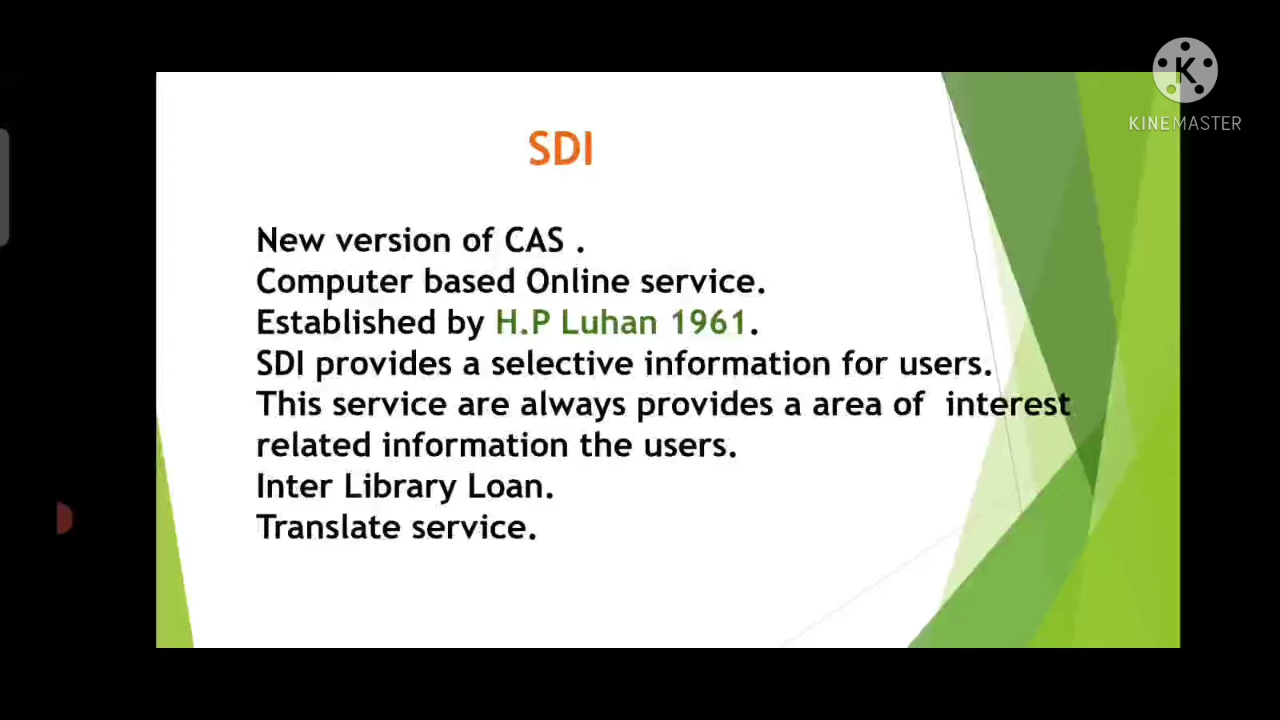 K
KINEMASTER
SDI
New version of CAS .
Computer based Online service.
Established by H.P Luhan 1961.
SDI provides a selective information for users.
This service are always provides a area of  interest
related information the users.
Inter Library Loan.
Translate service.